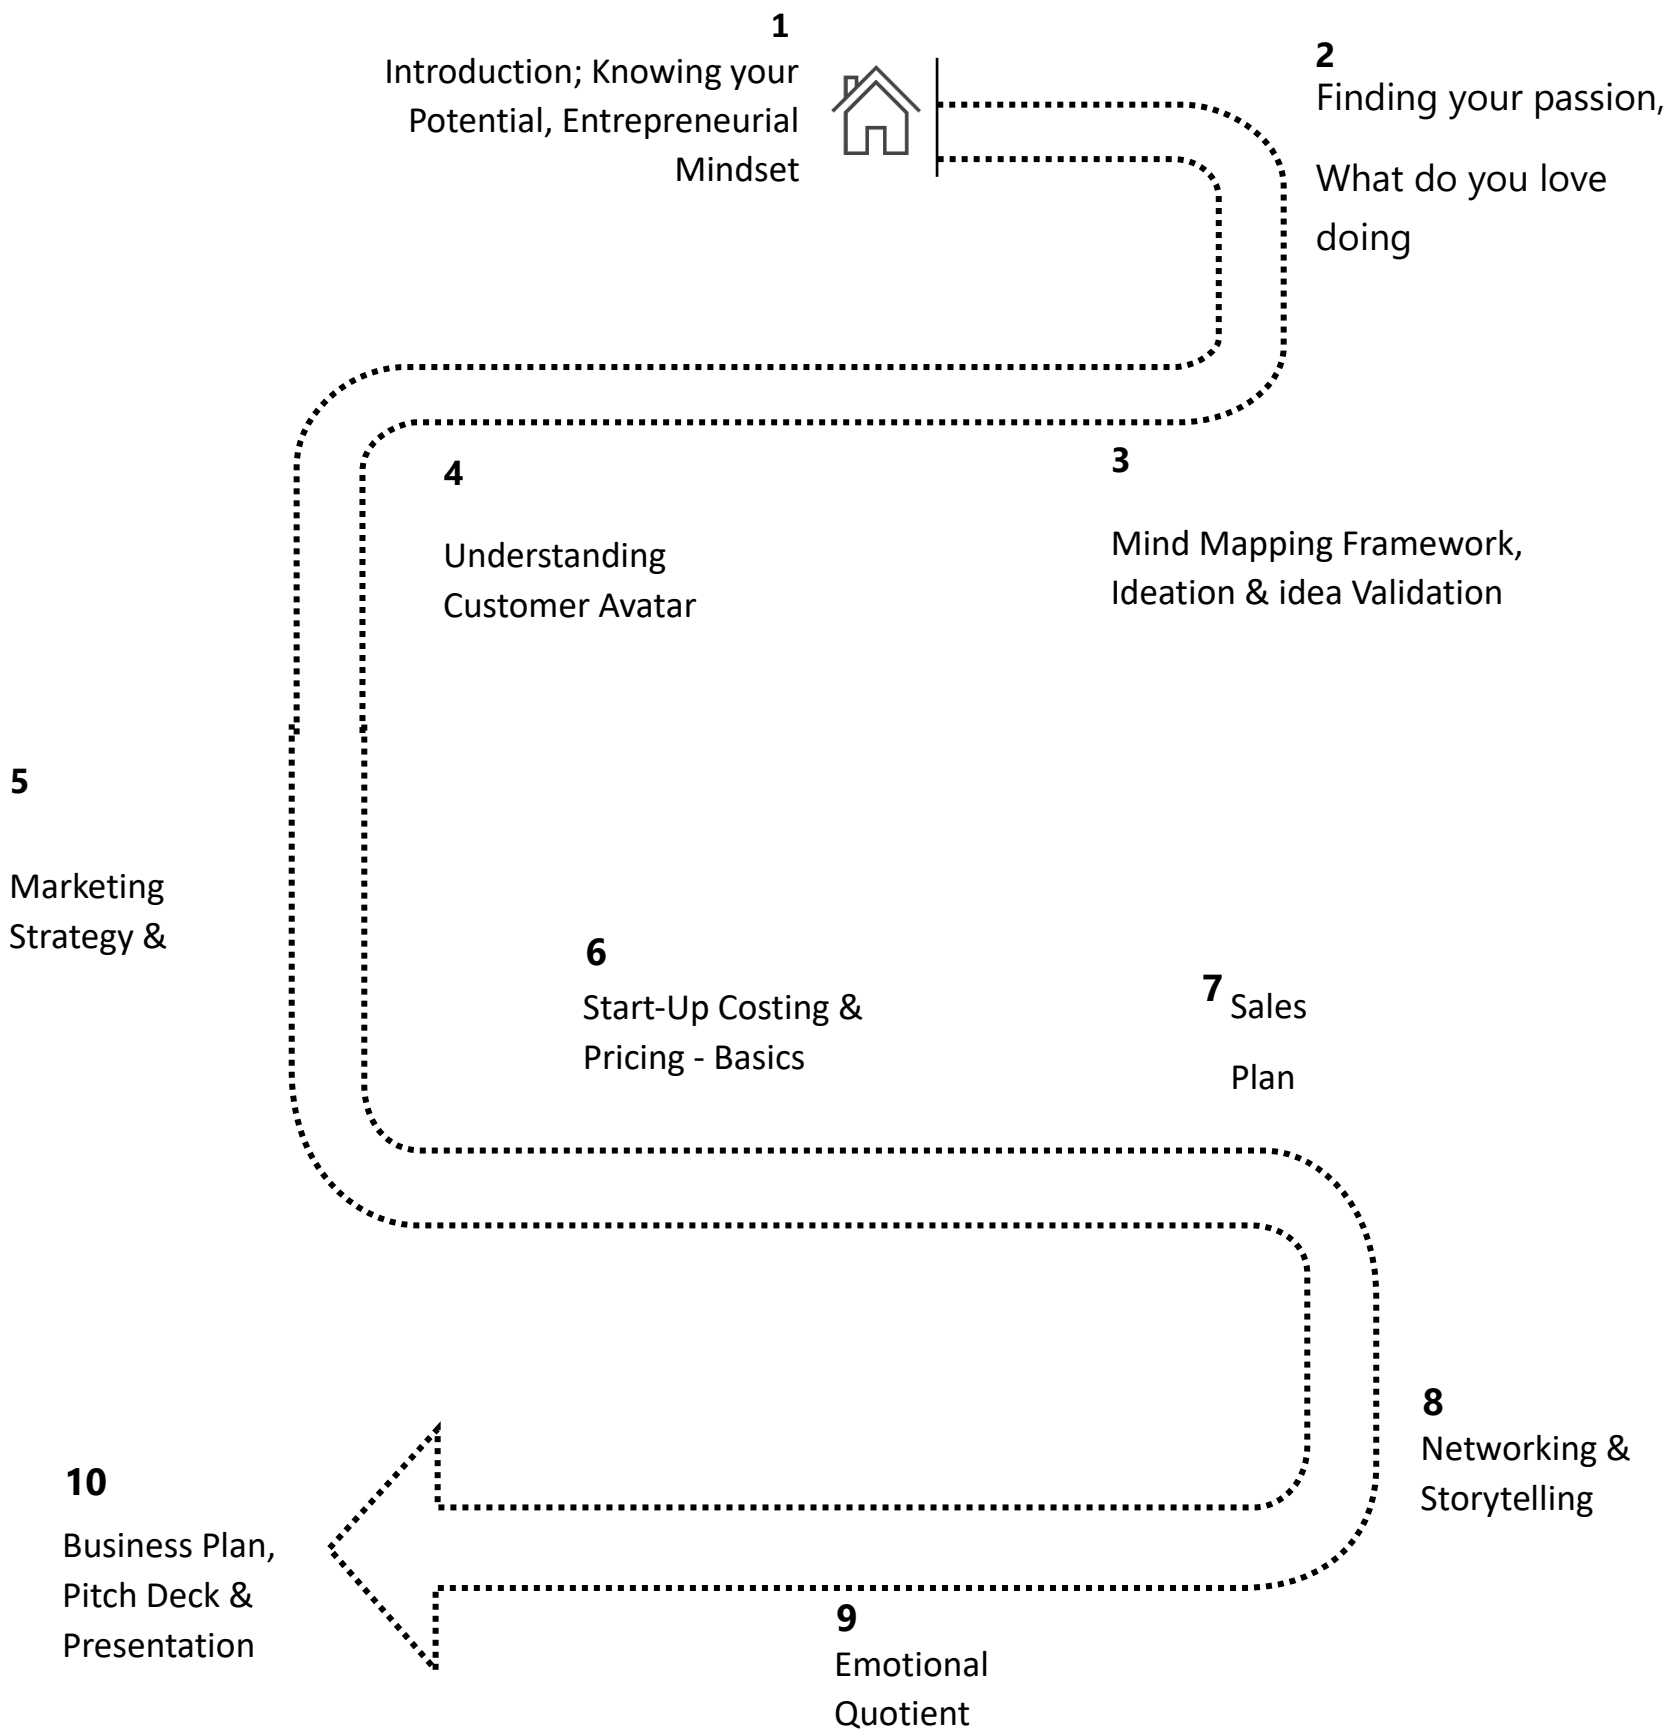 1
Introduction; Knowing your
Potential, Entrepreneurial
Mindset
2
Finding your passion,
What do you love
doing
3
Mind Mapping Framework,
Ideation & idea Validation
4
Understanding
Customer Avatar
5
Marketing
Strategy &
6
Start-Up Costing &
Pricing - Basics
7
Sales
Plan
8
Networking &
Storytelling
9
Emotional
Quotient
10
Business Plan,
Pitch Deck &
Presentation